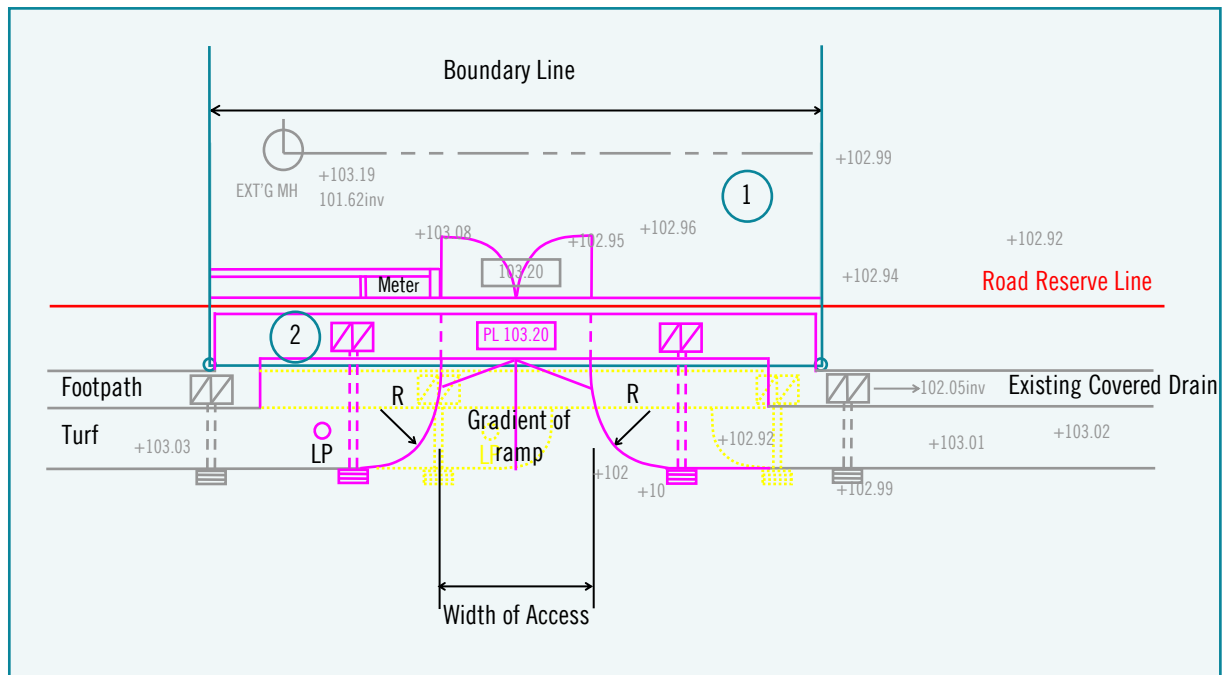 Boundary Line
+102.99
+103.19
EXT'G MH
101.62inv
1
+103.08
+102.95
+102.96
+102.92
103.20
Meter
+102.94
Road Reserve Line
2
PL 103.20
Footpath
R
R
102.05inv
Existing Covered Drain
Turf
+103.03
LP
LP
Gradient of
ramp
+102.92
+103.01
+103.02
+102
+10
+102.99
Width of Access